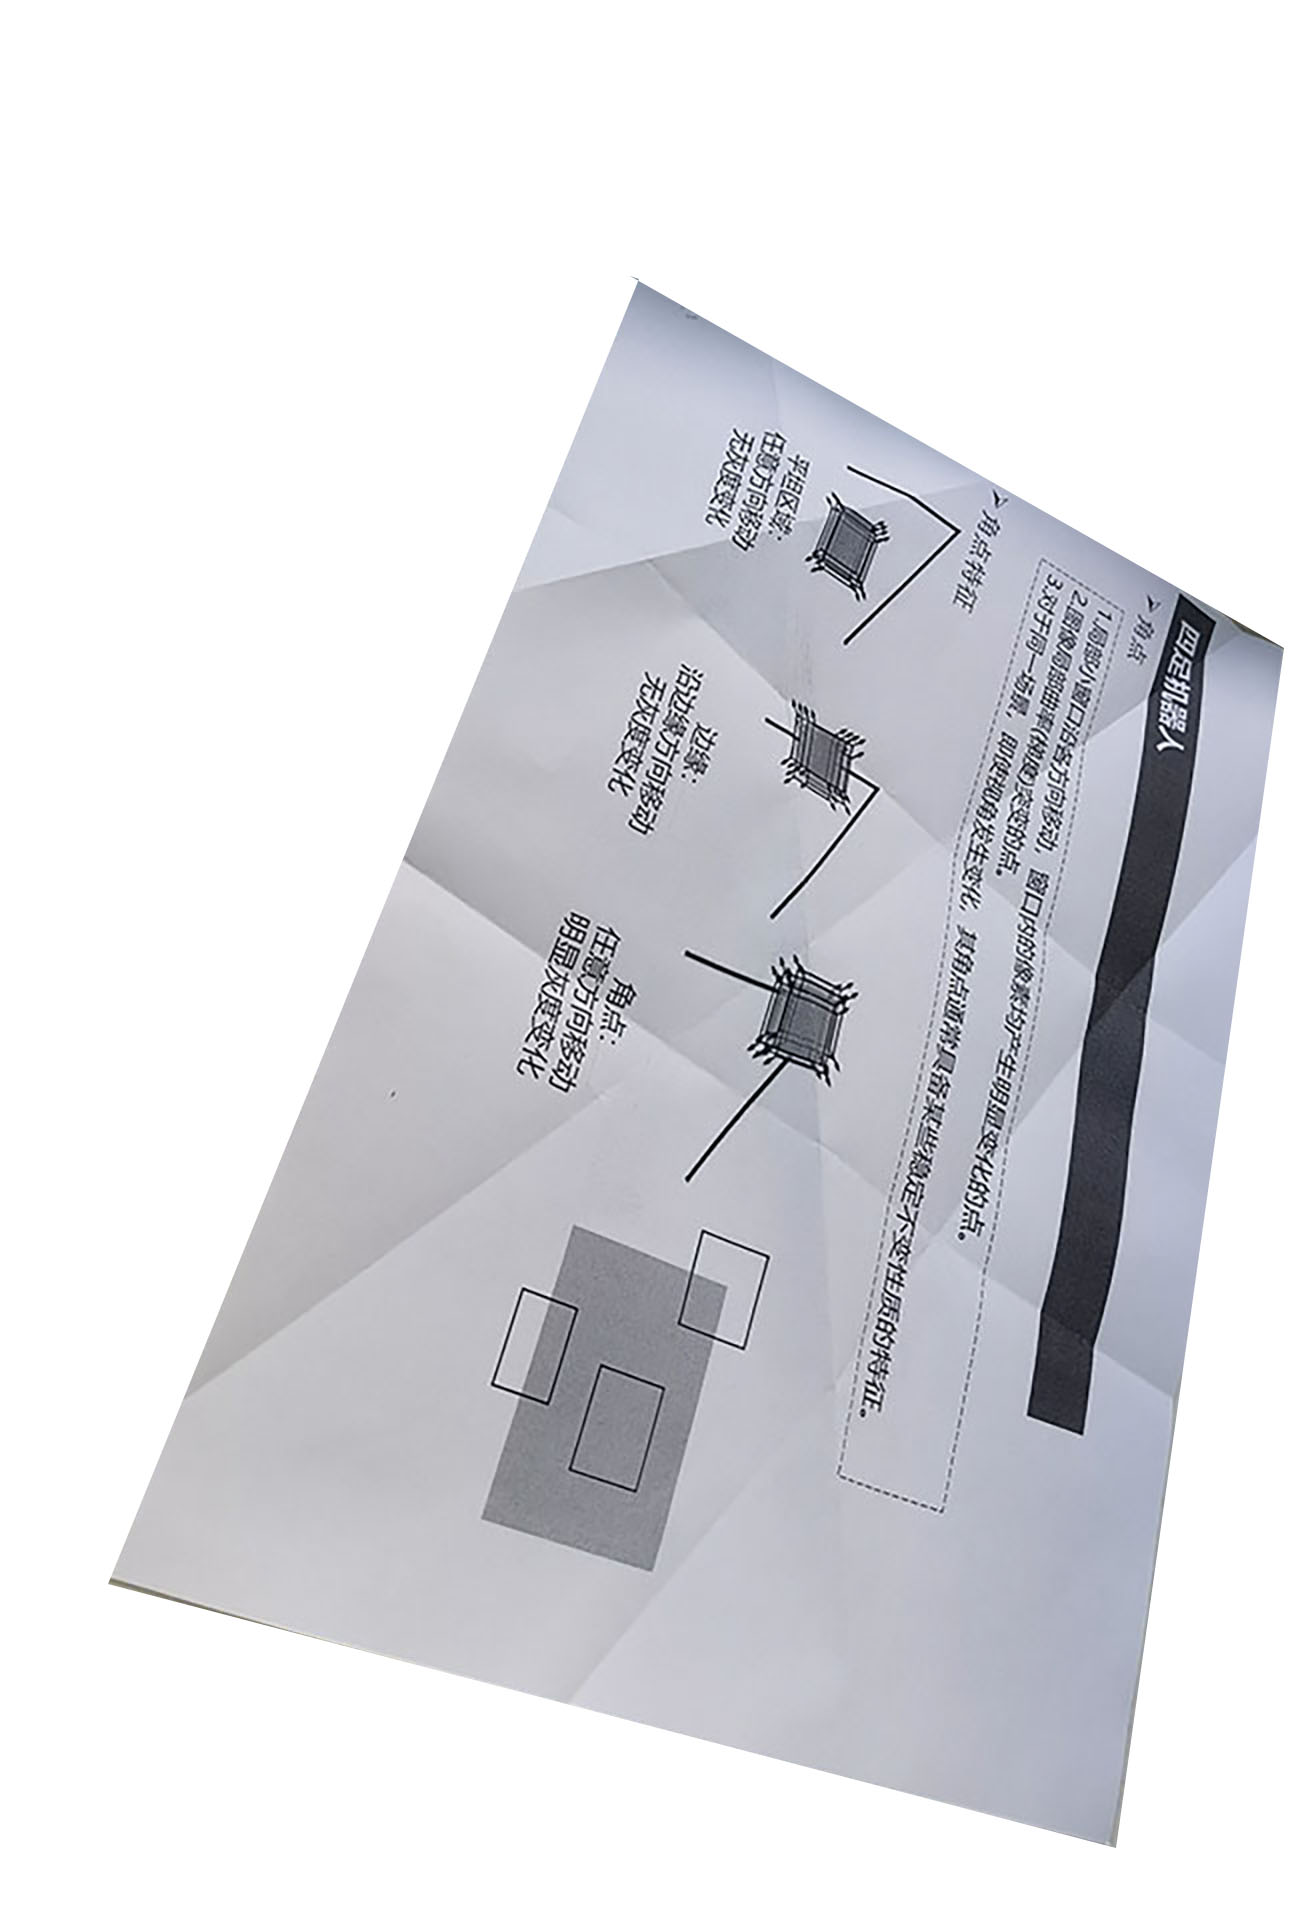 四足机器人
➤ 角点
1.局部小窗口沿各方向移动，窗口内的像素均产生明显变化的点。
2.图像局部曲率(梯度)突变的点。
3.对于同一场景，即使视角发生变化，其角点通常具备某些稳定不变性质的特征。
➤ 角点特征
平坦区域：
任意方向移动
无灰度变化
边缘：
沿边缘方向移动
无灰度变化
角点：
任意方向移动
明显灰度变化